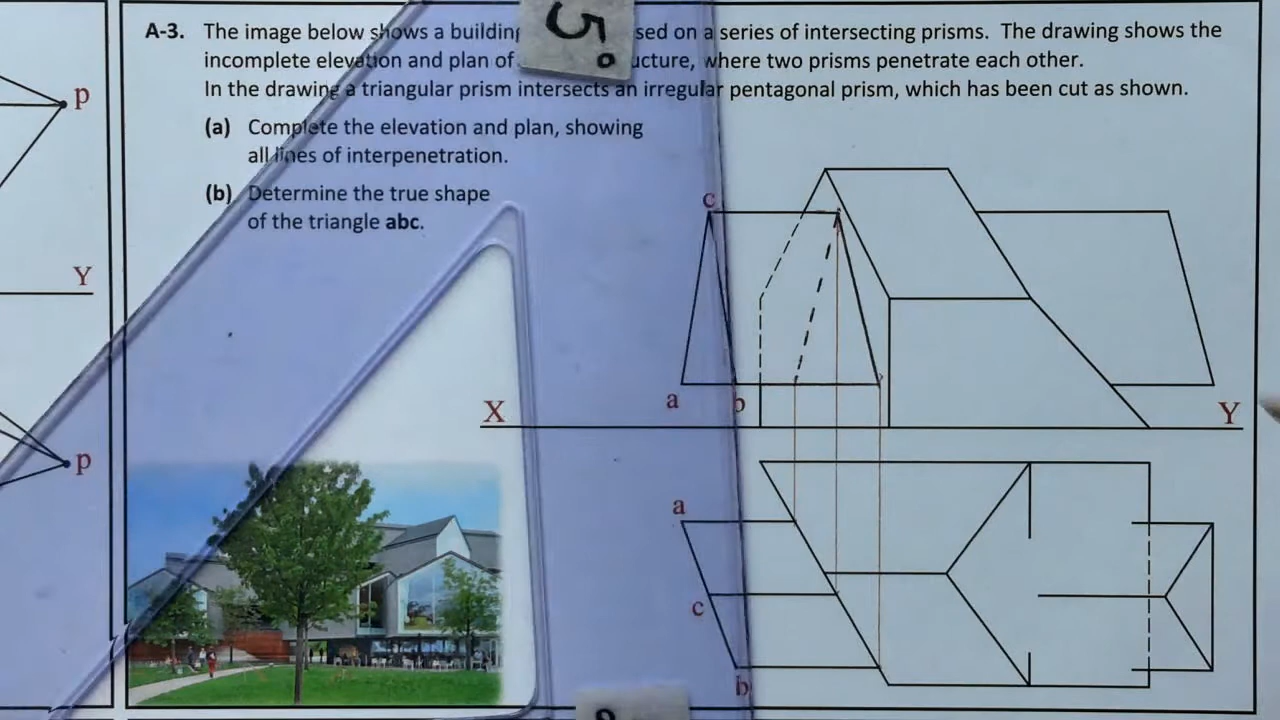 A-3. The image below shows a building sed on a series of intersecting prisms. The drawing shows the
incomplete elevation and plan of ucture, where two prisms penetrate each other.
In the drawing a triangular prism intersects an irregular pentagonal prism, which has been cut as shown.
(a) Complete the elevation and plan, showing
all lines of interpenetration.
(b) Determine the true shape
of the triangle abc.
5°
p
Y
p
c
a
b
X
Y
a
c
b